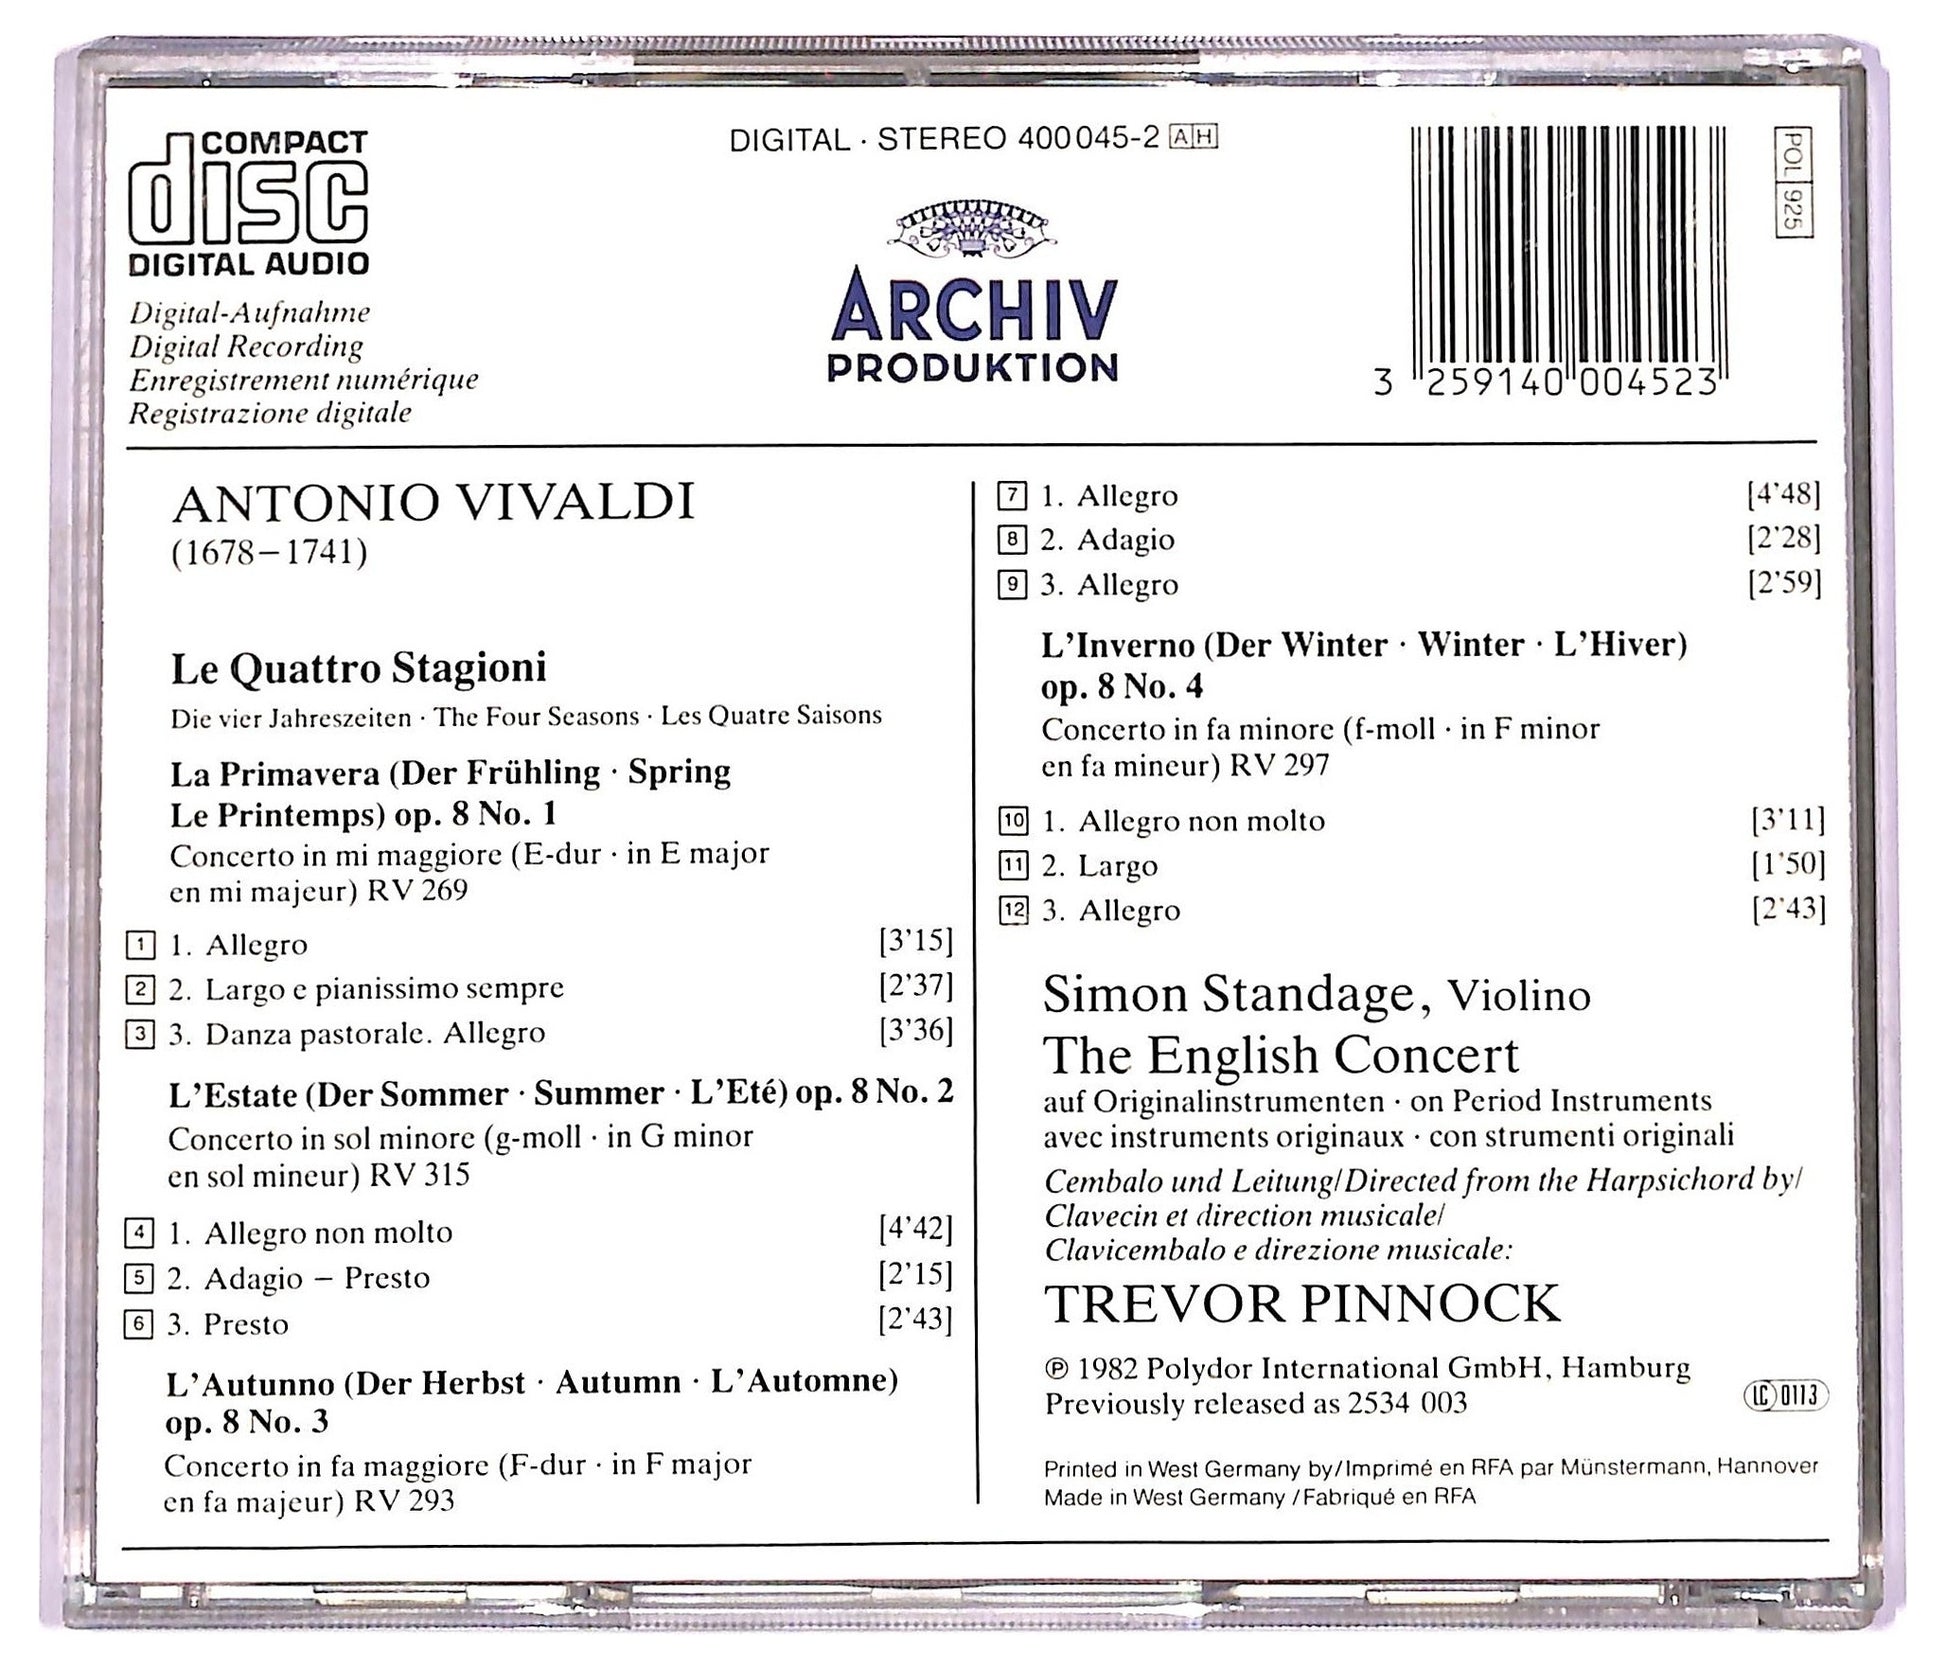 COMPACT
disc
DIGITAL AUDIO
Digital-Aufnahme
Digital Recording
Enregistrement numérique
Registrazione digitale
DIGITAL · STEREO 400 045-2 AH
ARCHIV
PRODUKTION
3 259140 004523
POL 925
ANTONIO VIVALDI
(1678–1741)
Le Quattro Stagioni
Die vier Jahreszeiten · The Four Seasons · Les Quatre Saisons
La Primavera (Der Frühling · Spring
Le Printemps) op. 8 No. 1
Concerto in mi maggiore (E-dur · in E major
en mi majeur) RV 269
1 1. Allegro [3'15]
2 2. Largo e pianissimo sempre [2'37]
3 3. Danza pastorale. Allegro [3'36]
L'Estate (Der Sommer · Summer · L'Eté) op. 8 No. 2
Concerto in sol minore (g-moll · in G minor
en sol mineur) RV 315
4 1. Allegro non molto [4'42]
5 2. Adagio – Presto [2'15]
6 3. Presto [2'43]
L'Autunno (Der Herbst · Autumn · L'Automne)
op. 8 No. 3
Concerto in fa maggiore (F-dur · in F major
en fa majeur) RV 293
7 1. Allegro [4'48]
8 2. Adagio [2'28]
9 3. Allegro [2'59]
L'Inverno (Der Winter · Winter · L'Hiver)
op. 8 No. 4
Concerto in fa minore (f-moll · in F minor
en fa mineur) RV 297
10 1. Allegro non molto [3'11]
11 2. Largo [1'50]
12 3. Allegro [2'43]
Simon Standage, Violino
The English Concert
auf Originalinstrumenten · on Period Instruments
avec instruments originaux · con strumenti originali
Cembalo und Leitung/Directed from the Harpsichord by/
Clavecin et direction musicale/
Clavicembalo e direzione musicale:
TREVOR PINNOCK
℗ 1982 Polydor International GmbH, Hamburg
Previously released as 2534 003
LC 0113
Printed in West Germany by/Imprimé en RFA par Münstermann, Hannover
Made in West Germany /Fabriqué en RFA